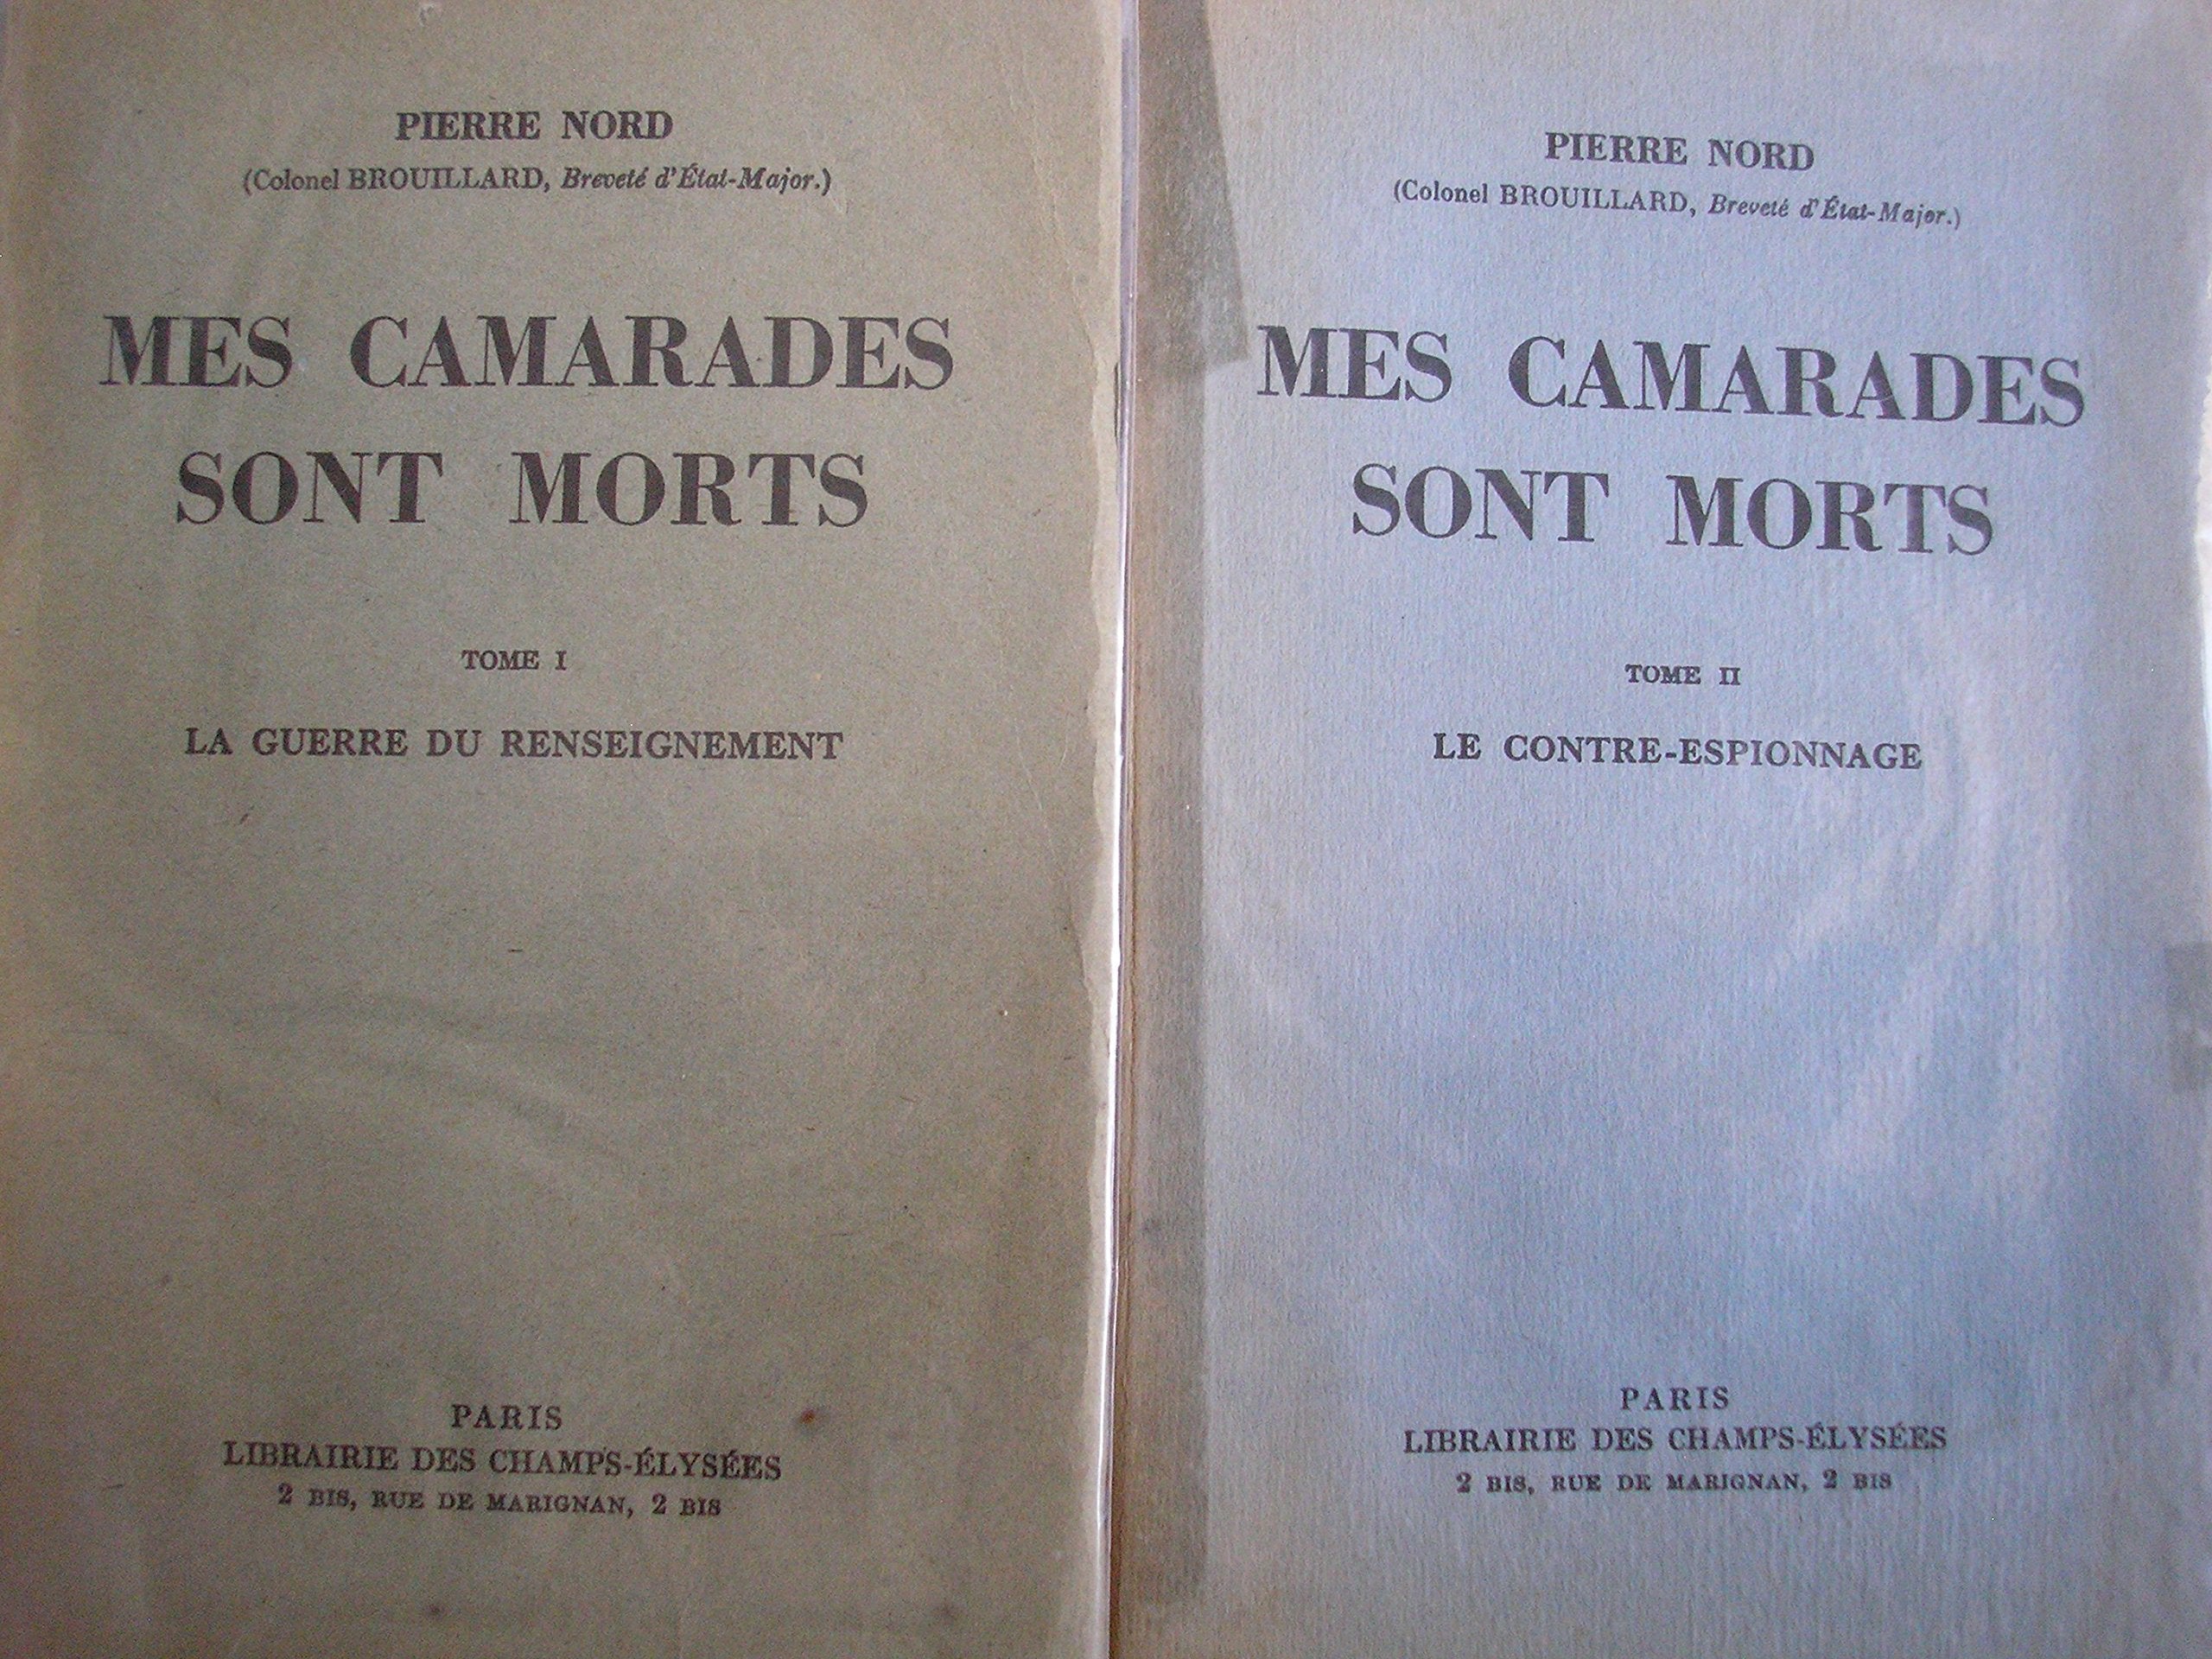 PIERRE NORD
(Colonel BROUILLARD, Breveté d'État-Major.)
MES CAMARADES
SONT MORTS
TOME I
LA GUERRE DU RENSEIGNEMENT
PARIS
LIBRAIRIE DES CHAMPS-ÉLYSÉES
2 BIS, RUE DE MARIGNAN, 2 BIS
PIERRE NORD
(Colonel BROUILLARD, Breveté d'État-Major.)
MES CAMARADES
SONT MORTS
TOME II
LE CONTRE-ESPIONNAGE
PARIS
LIBRAIRIE DES CHAMPS-ÉLYSÉES
2 BIS, RUE DE MARIGNAN, 2 BIS